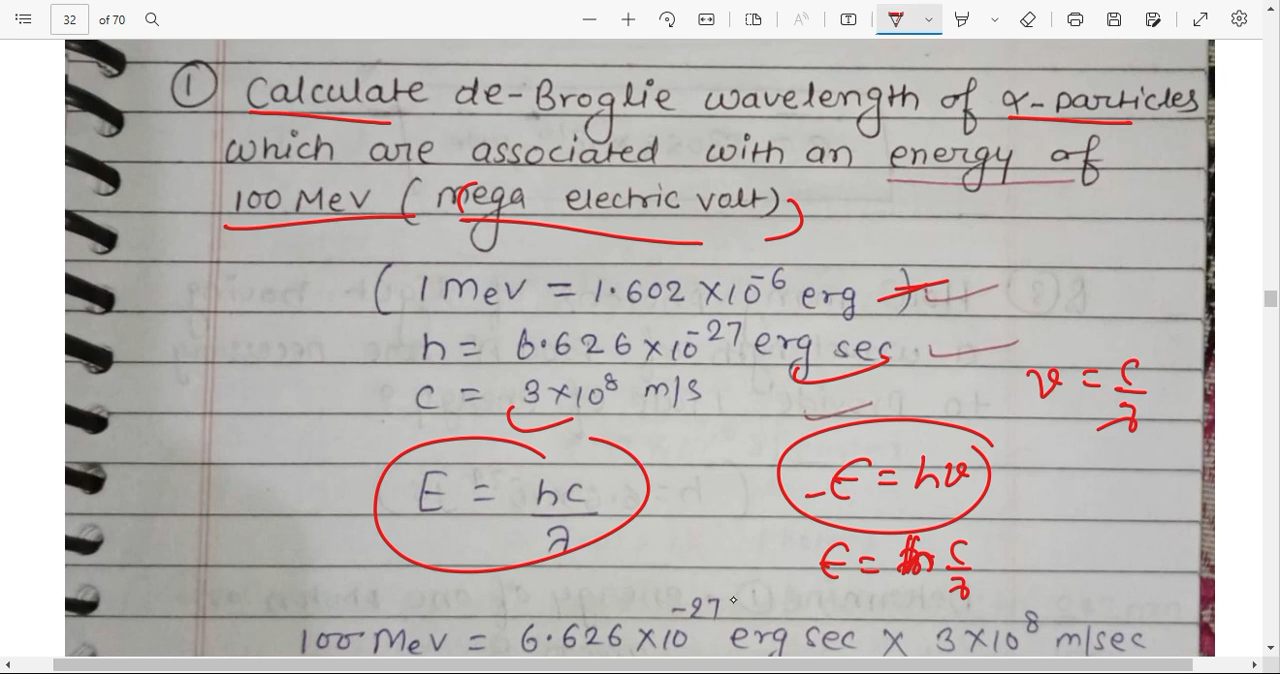 32 of 70
① Calculate de-Broglie wavelength of α-particles
which are associated with an energy of
100 MeV ( mega electric volt)
( 1 MeV = 1.602 × 10⁻⁶ erg )
h = 6.626 × 10⁻²⁷ erg sec
c = 3×10⁸ m/s
ν = c/λ
E = hc/λ
E = hν
E = h c/λ
100 MeV = 6.626 × 10⁻²⁷ erg sec × 3×10⁸ m/sec